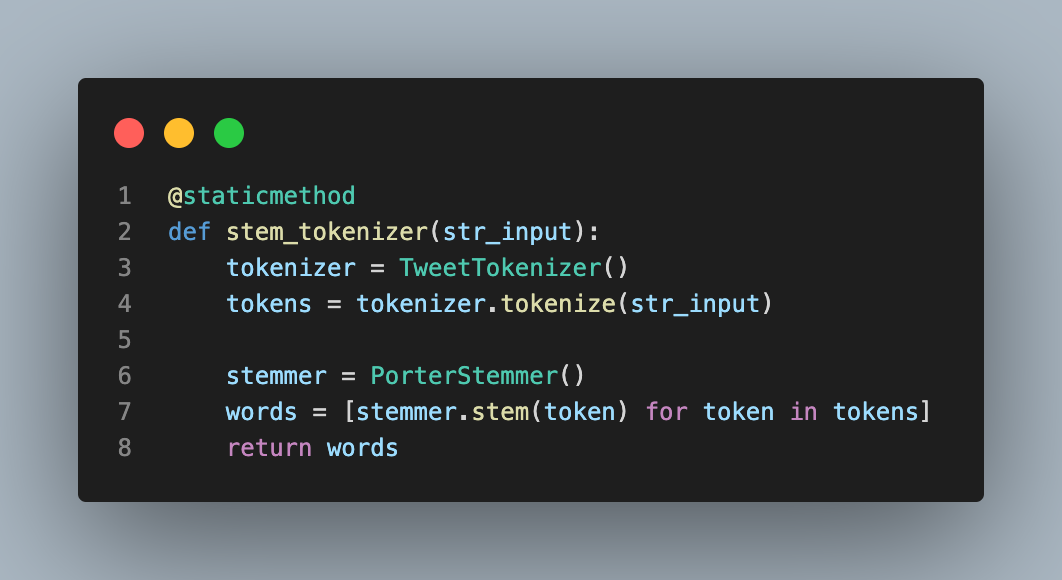 1 @staticmethod
2 def stem_tokenizer(str_input):
3     tokenizer = TweetTokenizer()
4     tokens = tokenizer.tokenize(str_input)
5
6     stemmer = PorterStemmer()
7     words = [stemmer.stem(token) for token in tokens]
8     return words